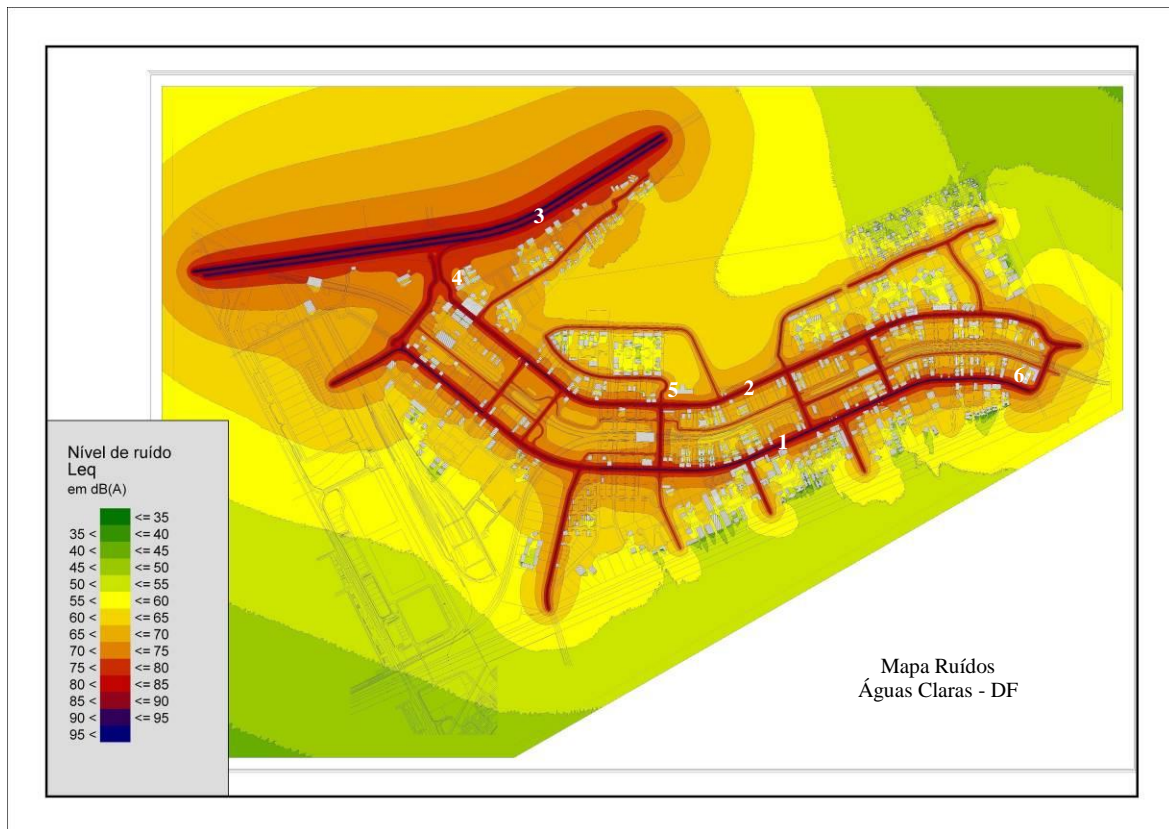 3
4
5
2
1
6
Nível de ruído
Leq
em dB(A)
<= 35
35 < <= 40
40 < <= 45
45 < <= 50
50 < <= 55
55 < <= 60
60 < <= 65
65 < <= 70
70 < <= 75
75 < <= 80
80 < <= 85
85 < <= 90
90 < <= 95
95 <
Mapa Ruídos
Águas Claras - DF